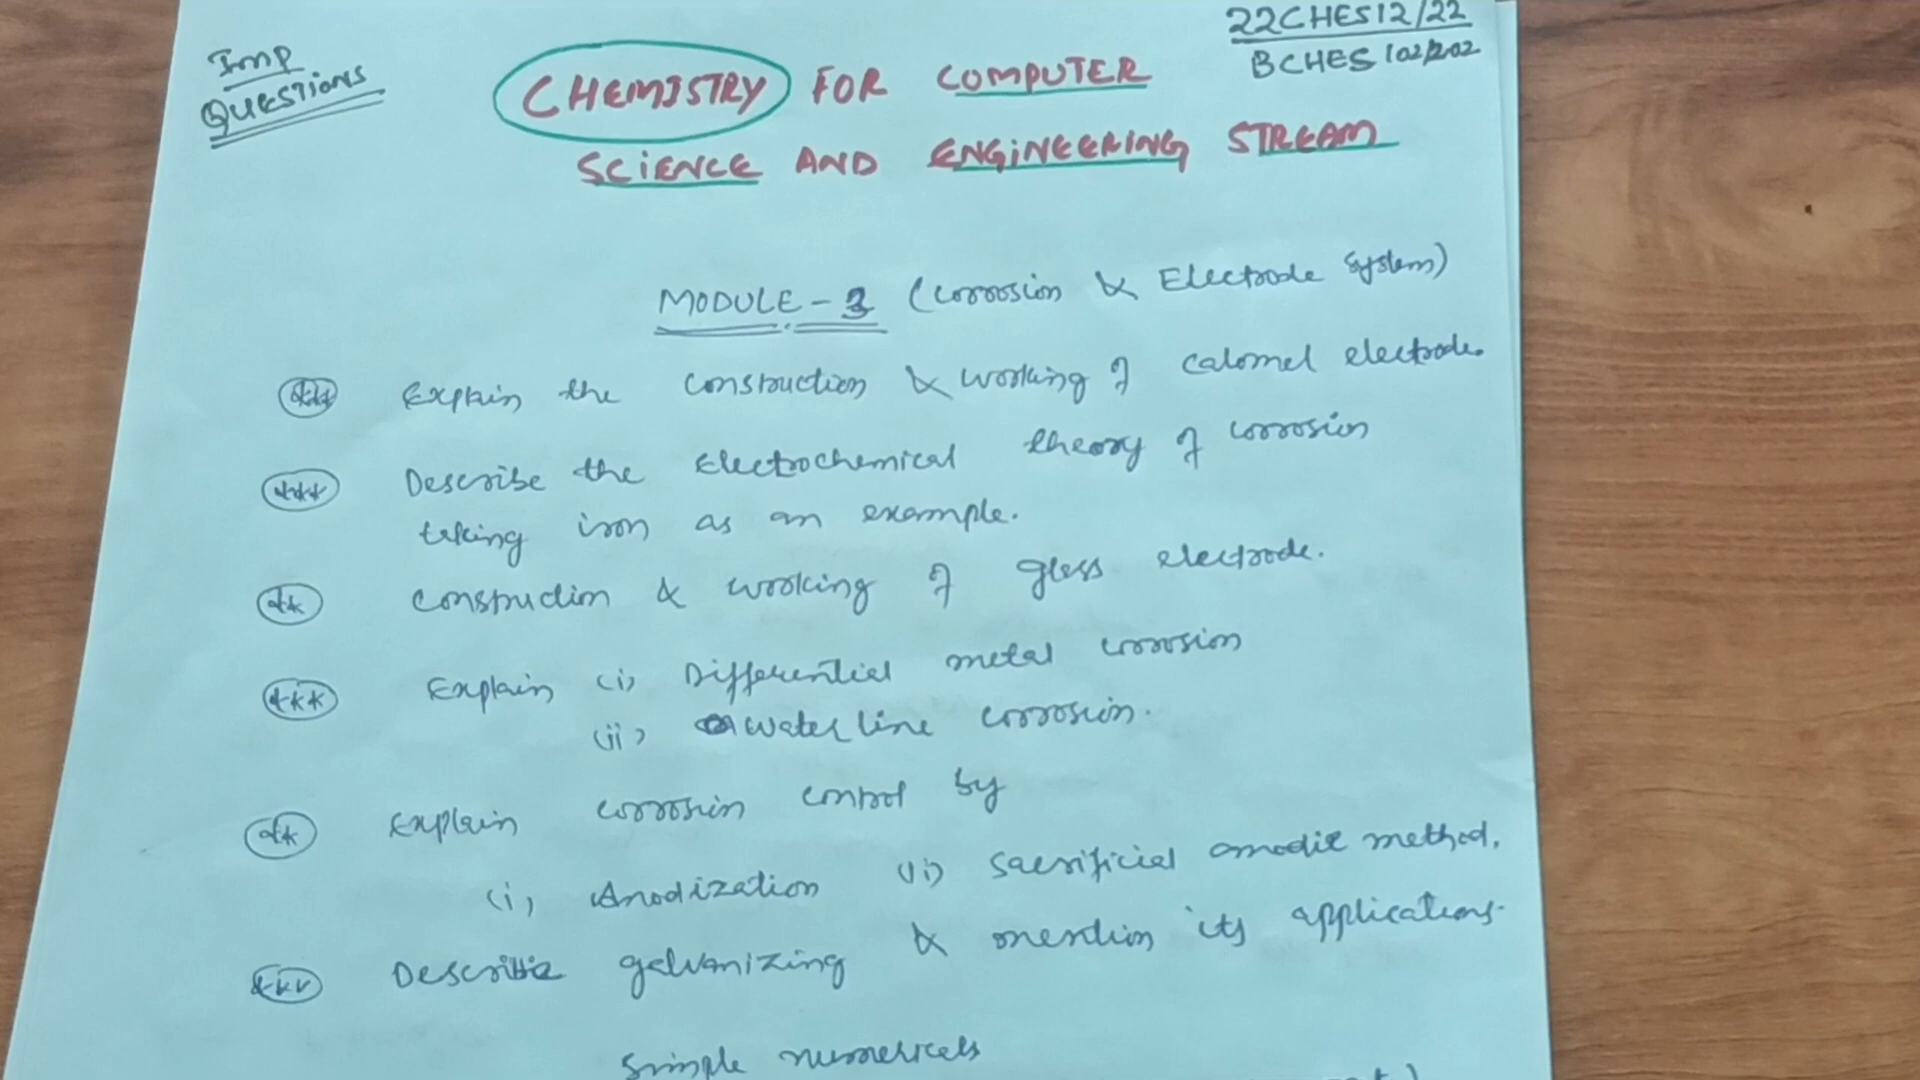 Imp
QUESTIONS
22CHES12/22
BCHES 102/202
CHEMISTRY FOR COMPUTER
SCIENCE AND ENGINEERING STREAM
MODULE - 3 (Corrosion & Electrode System)
*** Explain the construction & working of calomel electrode.
*** Describe the Electrochemical theory of corrosion
taking iron as an example.
** Construction & working of glass electrode.
*** Explain (i) Differential metal corrosion
(ii) water line corrosion.
** Explain corrosion control by
(i) Anodization (ii) sacrificial anodic method.
*** Describe galvanizing & mention its applications.
Simple numericals